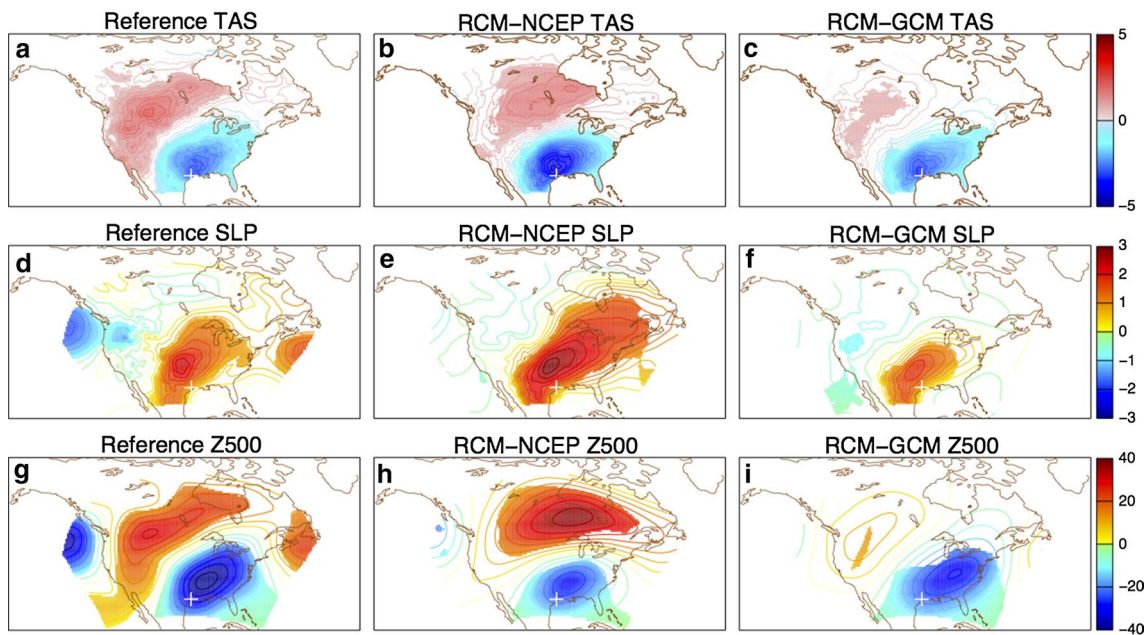 Reference TAS
RCM−NCEP TAS
RCM−GCM TAS
a
b
c
5
0
−5
Reference SLP
RCM−NCEP SLP
RCM−GCM SLP
d
e
f
3
2
1
0
−1
−2
−3
Reference Z500
RCM−NCEP Z500
RCM−GCM Z500
g
h
i
40
20
0
−20
−40